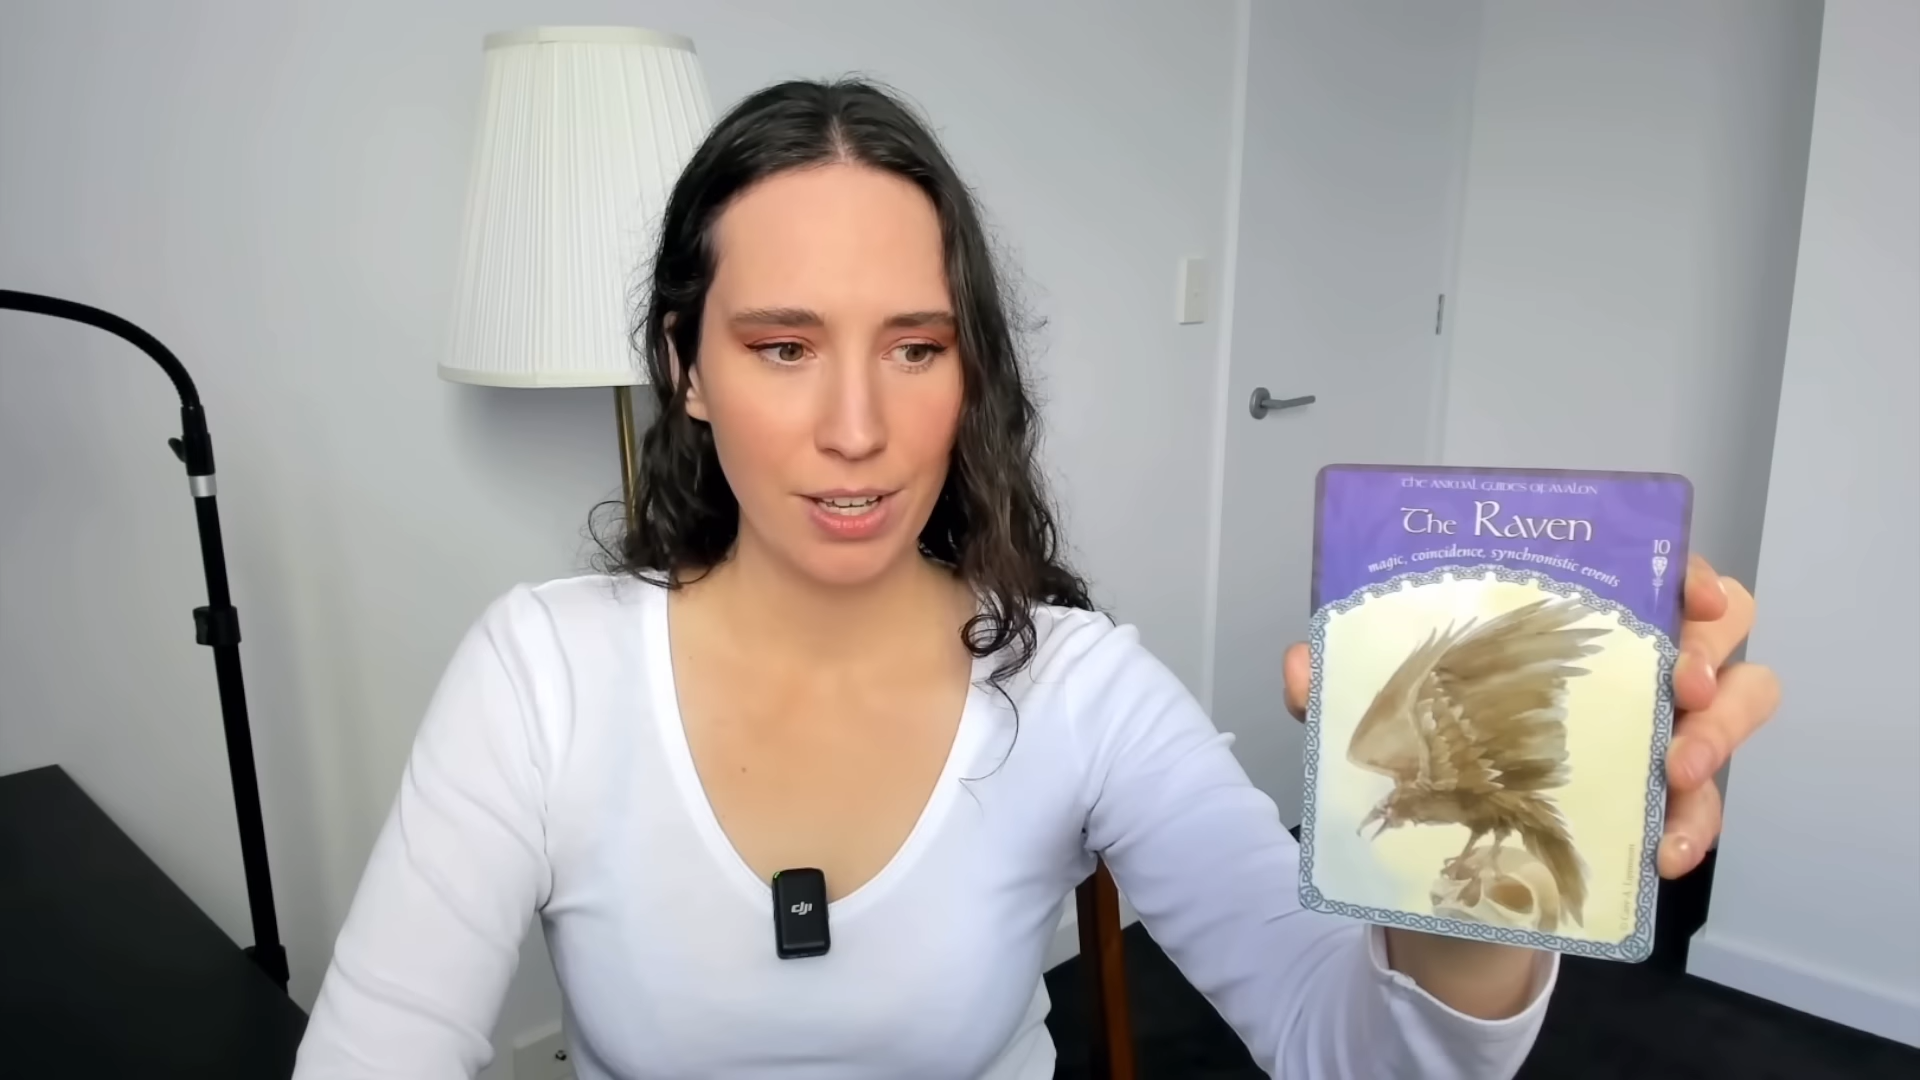 The Animal Guides of Avalon
The Raven
magic, coincidence, synchronistic events
10
dji